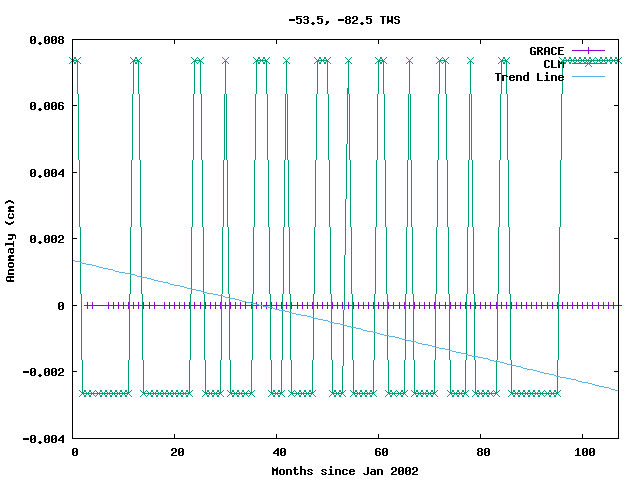 -53.5, -82.5 TWS
GRACE
CLM
Trend Line
0.008
0.006
0.004
0.002
0
-0.002
-0.004
Anomaly (cm)
0 20 40 60 80 100
Months since Jan 2002